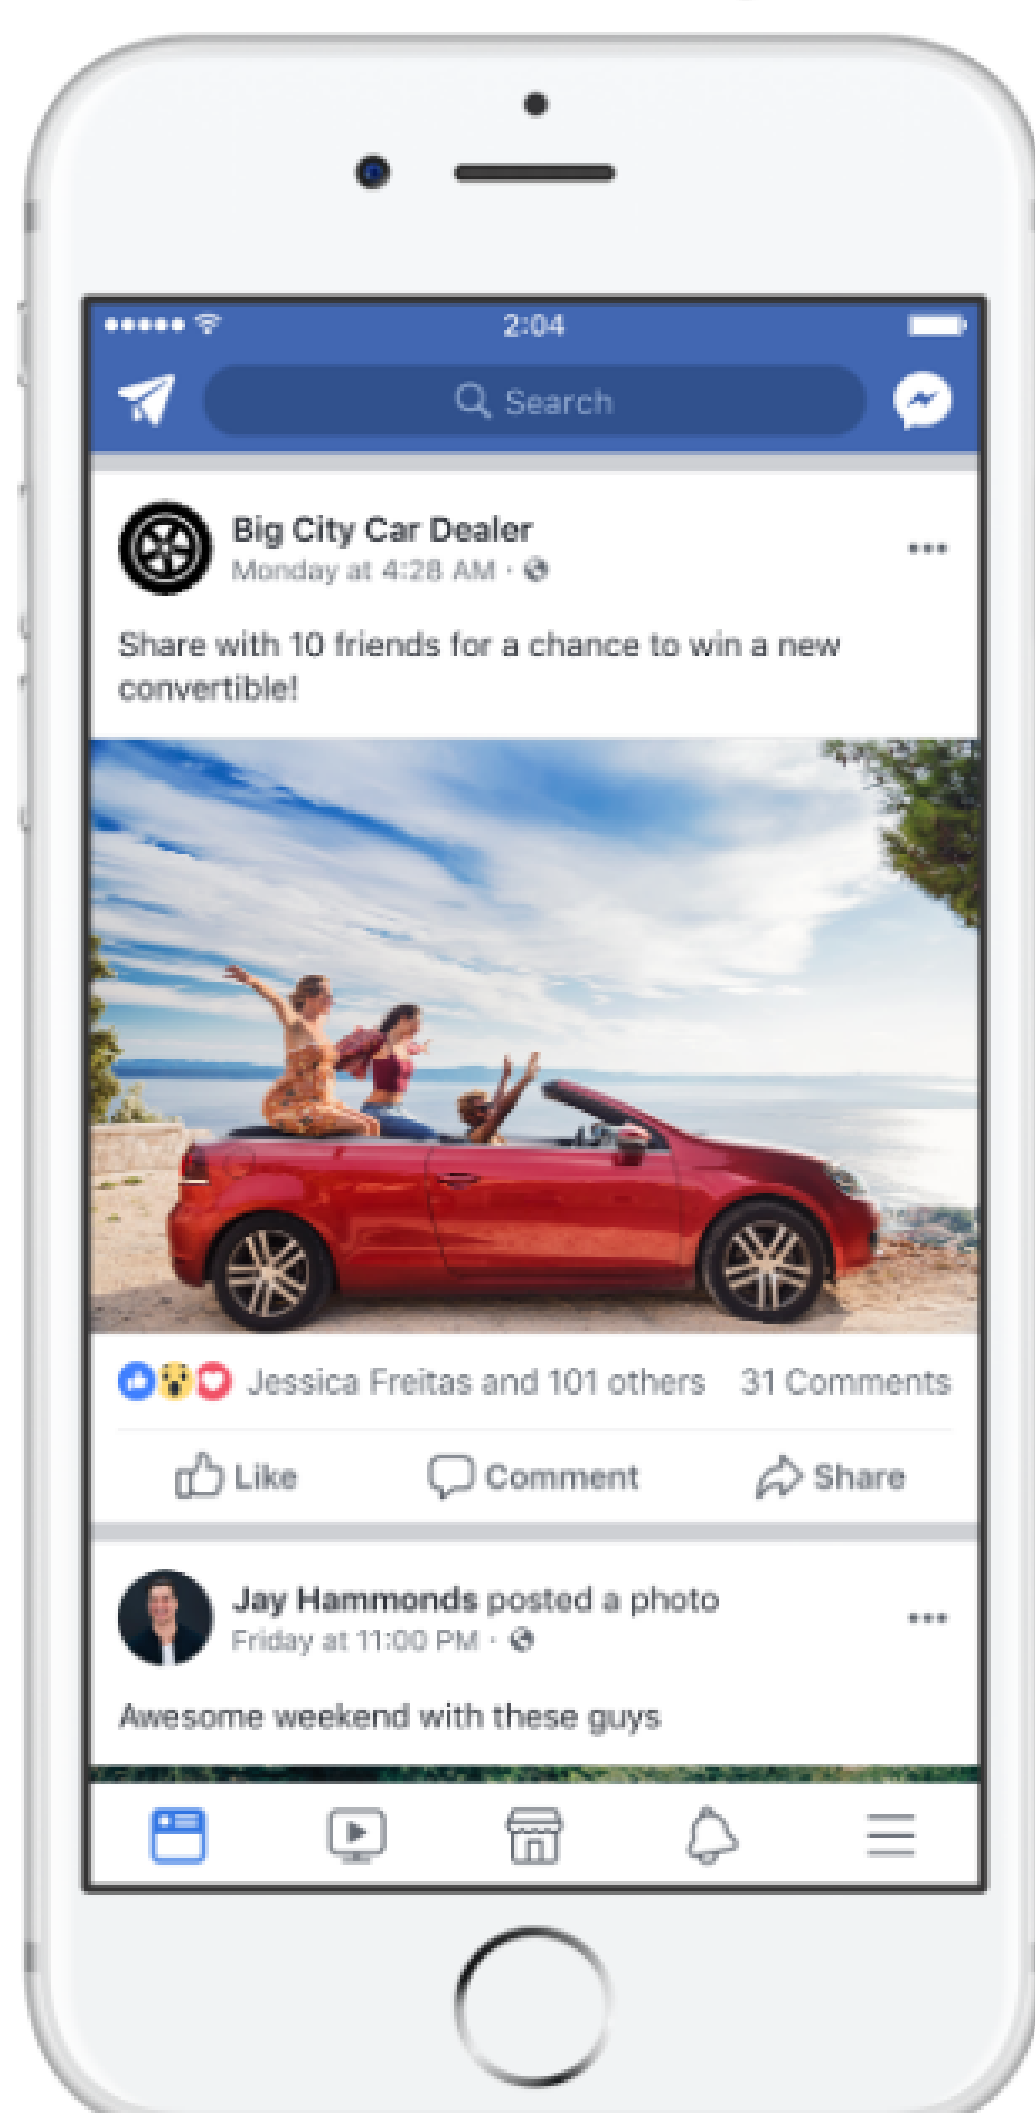 2:04
Search
Big City Car Dealer
Monday at 4:28 AM ·
Share with 10 friends for a chance to win a new
convertible!
Jessica Freitas and 101 others 31 Comments
Like Comment Share
Jay Hammonds posted a photo
Friday at 11:00 PM ·
Awesome weekend with these guys